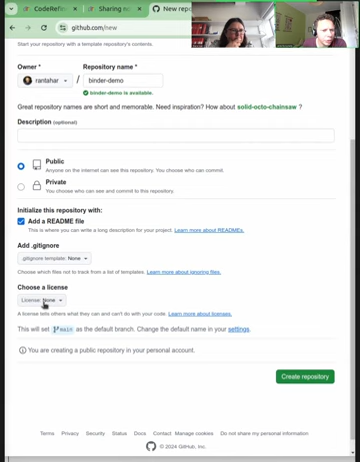 CodeRefin
Sharing ne
New repo
github.com/new
Start your repository with a template repository's contents.
Owner * Repository name *
rantahar / binder-demo
binder-demo is available.
Great repository names are short and memorable. Need inspiration? How about solid-octo-chainsaw ?
Description (optional)
Public
Anyone on the internet can see this repository. You choose who can commit.
Private
You choose who can see and commit to this repository.
Initialize this repository with:
Add a README file
This is where you can write a long description for your project. Learn more about READMEs.
Add .gitignore
.gitignore template: None
Choose which files not to track from a list of templates. Learn more about ignoring files.
Choose a license
License: None
A license tells others what they can and can't do with your code. Learn more about licenses.
This will set main as the default branch. Change the default name in your settings.
You are creating a public repository in your personal account.
Create repository
Terms Privacy Security Status Docs Contact Manage cookies Do not share my personal information
© 2024 GitHub, Inc.